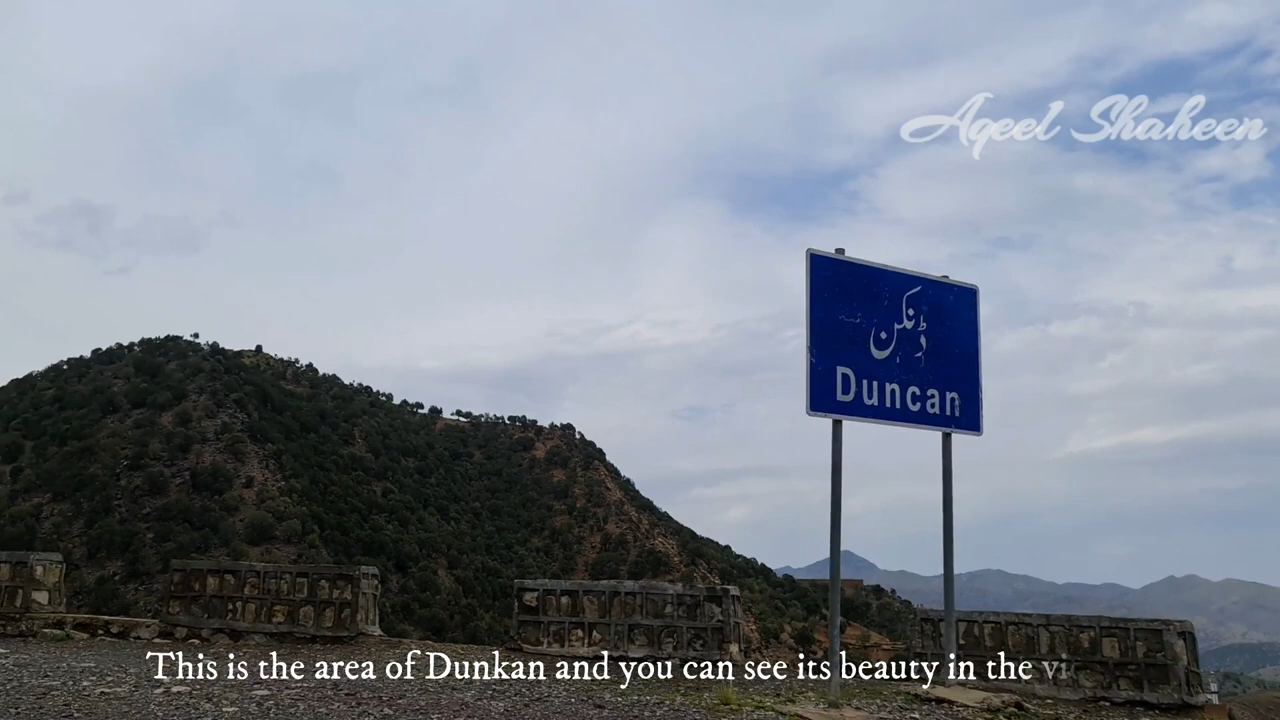 Aqeel Shaheen
ڈنکن
Duncan
This is the area of Dunkan and you can see its beauty in the